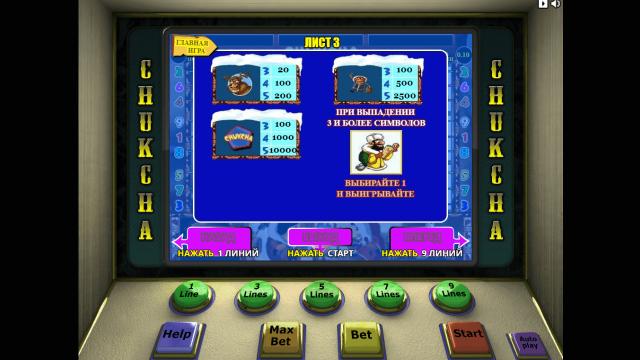 ГЛАВНАЯ
ИГРА
ЛИСТ 3
0.10
CHUKCHA
CHUKCHA
3 20
4 100
5 200
3 100
4 500
5 2500
CHUKCHA
3 100
4 1000
5 10000
ПРИ ВЫПАДЕНИИ
3 И БОЛЕЕ СИМВОЛОВ
ВЫБИРАЙТЕ 1
И ВЫИГРЫВАЙТЕ
НАЖАТЬ 1 ЛИНИЙ
НАЖАТЬ СТАРТ
НАЖАТЬ 9 ЛИНИЙ
1 Line
3 Lines
5 Lines
7 Lines
9 Lines
Help
Max Bet
Bet
Start
Auto play